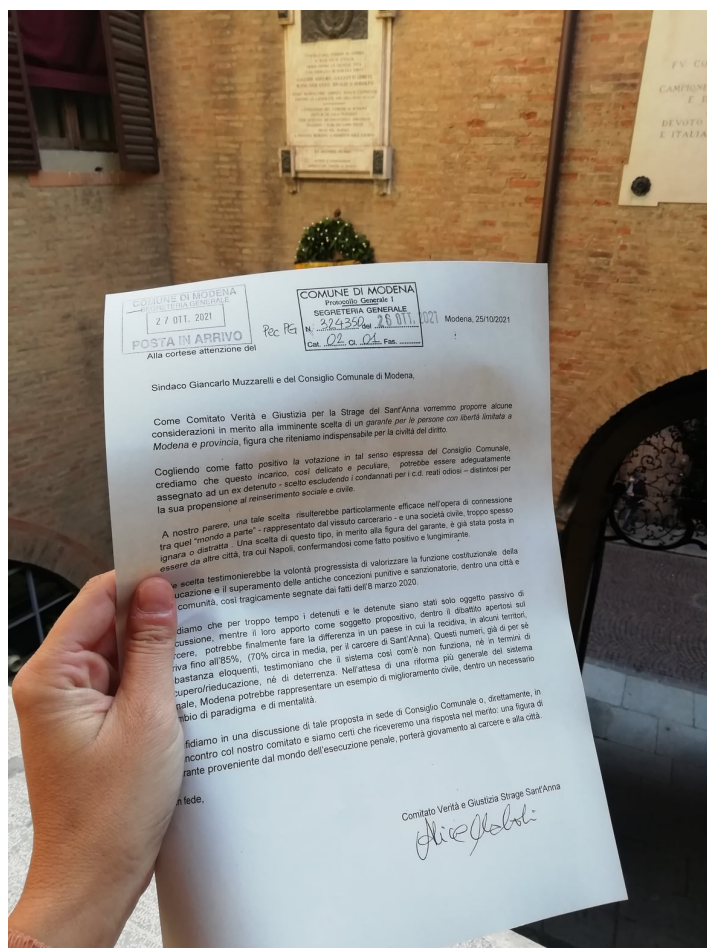 FV CO
CAMPIONE
E D
DEVOTO
E ITALIA
COMUNE DI MODENA
SEGRETERIA GENERALE
27 OTT. 2021
POSTA IN ARRIVO
Pec PG
COMUNE DI MODENA
Protocollo Generale 1
SEGRETERIA GENERALE
N. 324350 del 26 OTT. 2021
Cat. 02 Cl. 01 Fas.
Modena, 25/10/2021
Alla cortese attenzione del
Sindaco Giancarlo Muzzarelli e del Consiglio Comunale di Modena,
Come Comitato Verità e Giustizia per la Strage del Sant'Anna vorremmo proporre alcune
considerazioni in merito alla imminente scelta di un garante per le persone con libertà limitata a
Modena e provincia, figura che riteniamo indispensabile per la civiltà del diritto.
Cogliendo come fatto positivo la votazione in tal senso espressa del Consiglio Comunale,
crediamo che questo incarico, così delicato e peculiare, potrebbe essere adeguatamente
assegnato ad un ex detenuto - scelto escludendo i condannati per i c.d. reati odiosi – distintosi per
la sua propensione al reinserimento sociale e civile.
A nostro parere, una tale scelta risulterebbe particolarmente efficace nell'opera di connessione
tra quel "mondo a parte" - rappresentato dal vissuto carcerario - e una società civile, troppo spesso
ignara o distratta . Una scelta di questo tipo, in merito alla figura del garante, è già stata posta in
essere da altre città, tra cui Napoli, confermandosi come fatto positivo e lungimirante.
e scelta testimonierebbe la volontà progressista di valorizzare la funzione costituzionale della
ucazione e il superamento delle antiche concezioni punitive e sanzionatorie, dentro una città e
comunità, così tragicamente segnate dai fatti dell'8 marzo 2020.
diamo che per troppo tempo i detenuti e le detenute siano stati solo oggetto passivo di
cussione, mentre il loro apporto come soggetto propositivo, dentro il dibattito apertosi sul
rcere, potrebbe finalmente fare la differenza in un paese in cui la recidiva, in alcuni territori,
riva fino all'85%, (70% circa in media, per il carcere di Sant'Anna). Questi numeri, già di per sé
bastanza eloquenti, testimoniano che il sistema così com'è non funziona, né in termini di
cupero/rieducazione, né di deterrenza. Nell'attesa di una riforma più generale del sistema
nale, Modena potrebbe rappresentare un esempio di miglioramento civile, dentro un necessario
mbio di paradigma e di mentalità.
fidiamo in una discussione di tale proposta in sede di Consiglio Comunale o, direttamente, in
ncontro col nostro comitato e siamo certi che riceveremo una risposta nel merito: una figura di
rante proveniente dal mondo dell'esecuzione penale, porterà giovamento al carcere e alla città.
n fede,
Comitato Verità e Giustizia Strage Sant'Anna